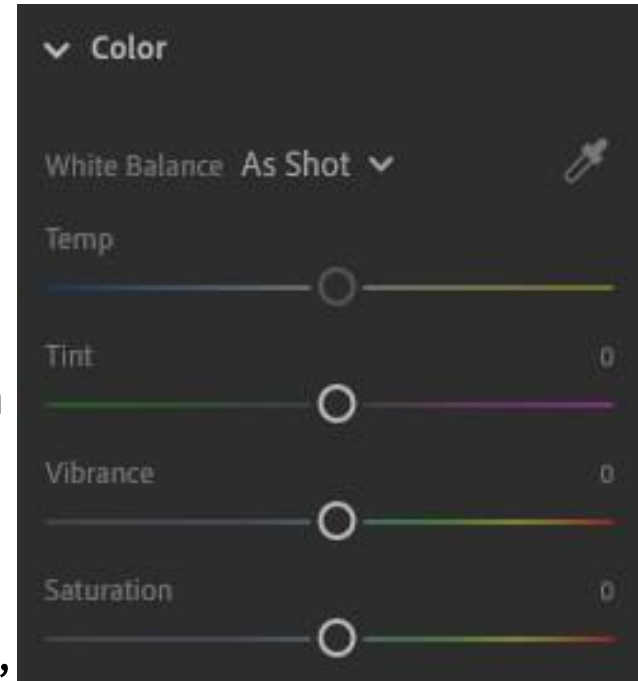 Color
White Balance As Shot
Temp
Tint 0
Vibrance 0
Saturation 0
,